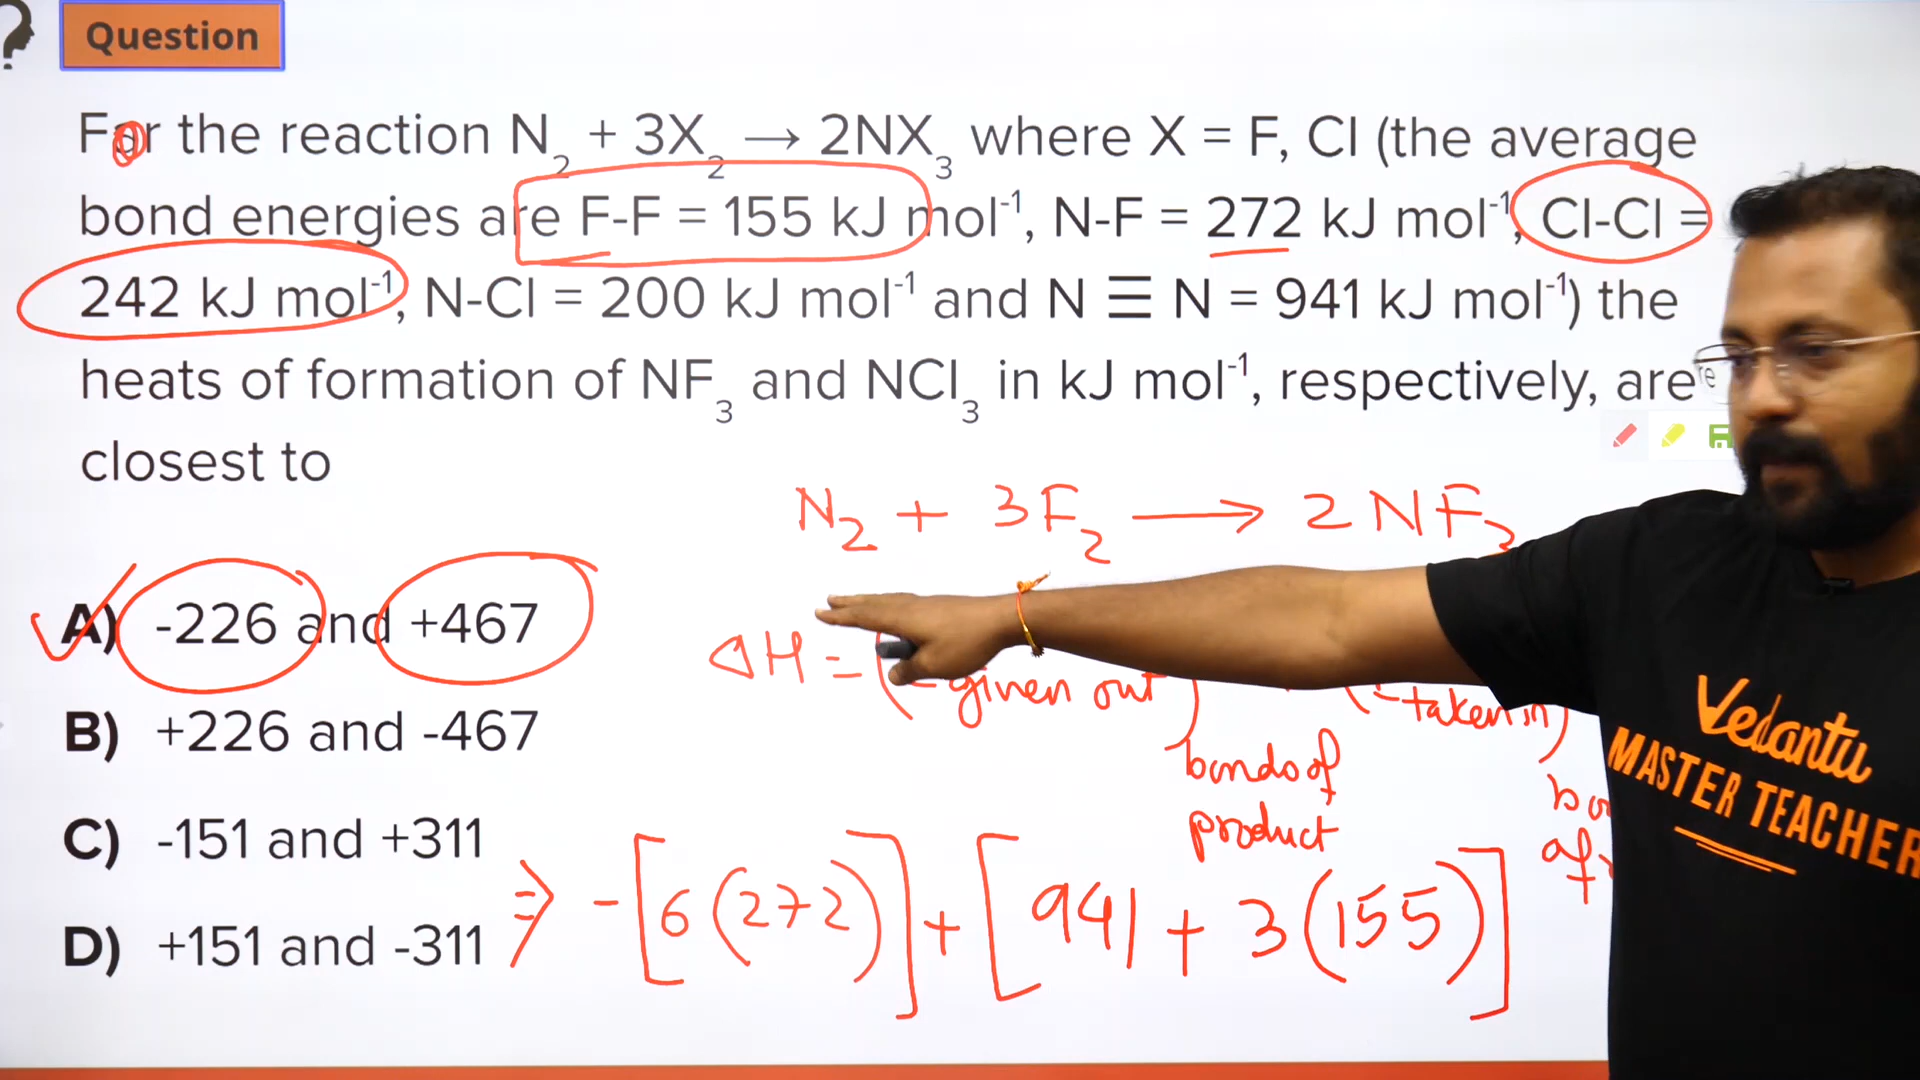 Question
For the reaction N₂ + 3X₂ → 2NX₃ where X = F, Cl (the average
bond energies are F-F = 155 kJ mol⁻¹, N-F = 272 kJ mol⁻¹, Cl-Cl =
242 kJ mol⁻¹, N-Cl = 200 kJ mol⁻¹ and N ≡ N = 941 kJ mol⁻¹) the
heats of formation of NF₃ and NCl₃ in kJ mol⁻¹, respectively, are
closest to
N₂ + 3F₂ → 2NF₃
A) -226 and +467
B) +226 and -467
C) -151 and +311
D) +151 and -311
ΔH =
given out
taken in
bonds of
product
⇒ -[6(272)] + [941 + 3(155)]
Vedantu
MASTER TEACHER